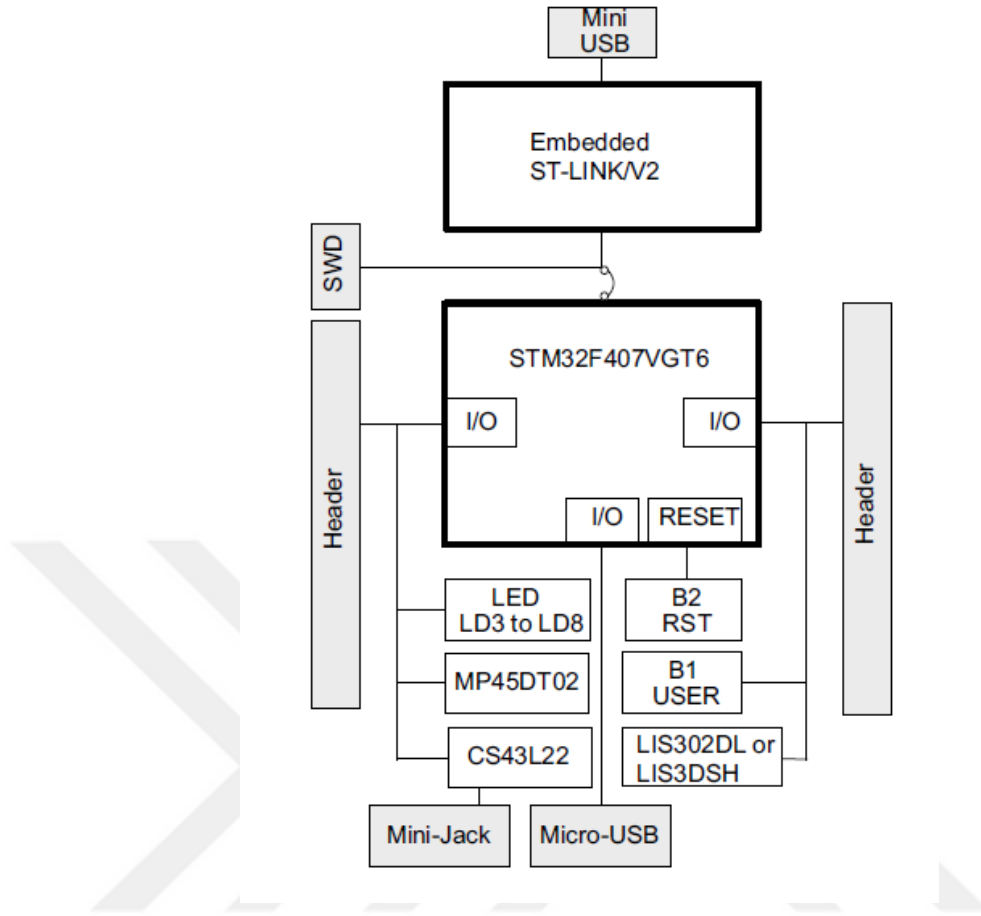 Mini
USB
Embedded
ST-LINK/V2
SWD
STM32F407VGT6
I/O
I/O
Header
Header
I/O
RESET
LED
LD3 to LD8
B2
RST
MP45DT02
B1
USER
CS43L22
LIS302DL or
LIS3DSH
Mini-Jack
Micro-USB